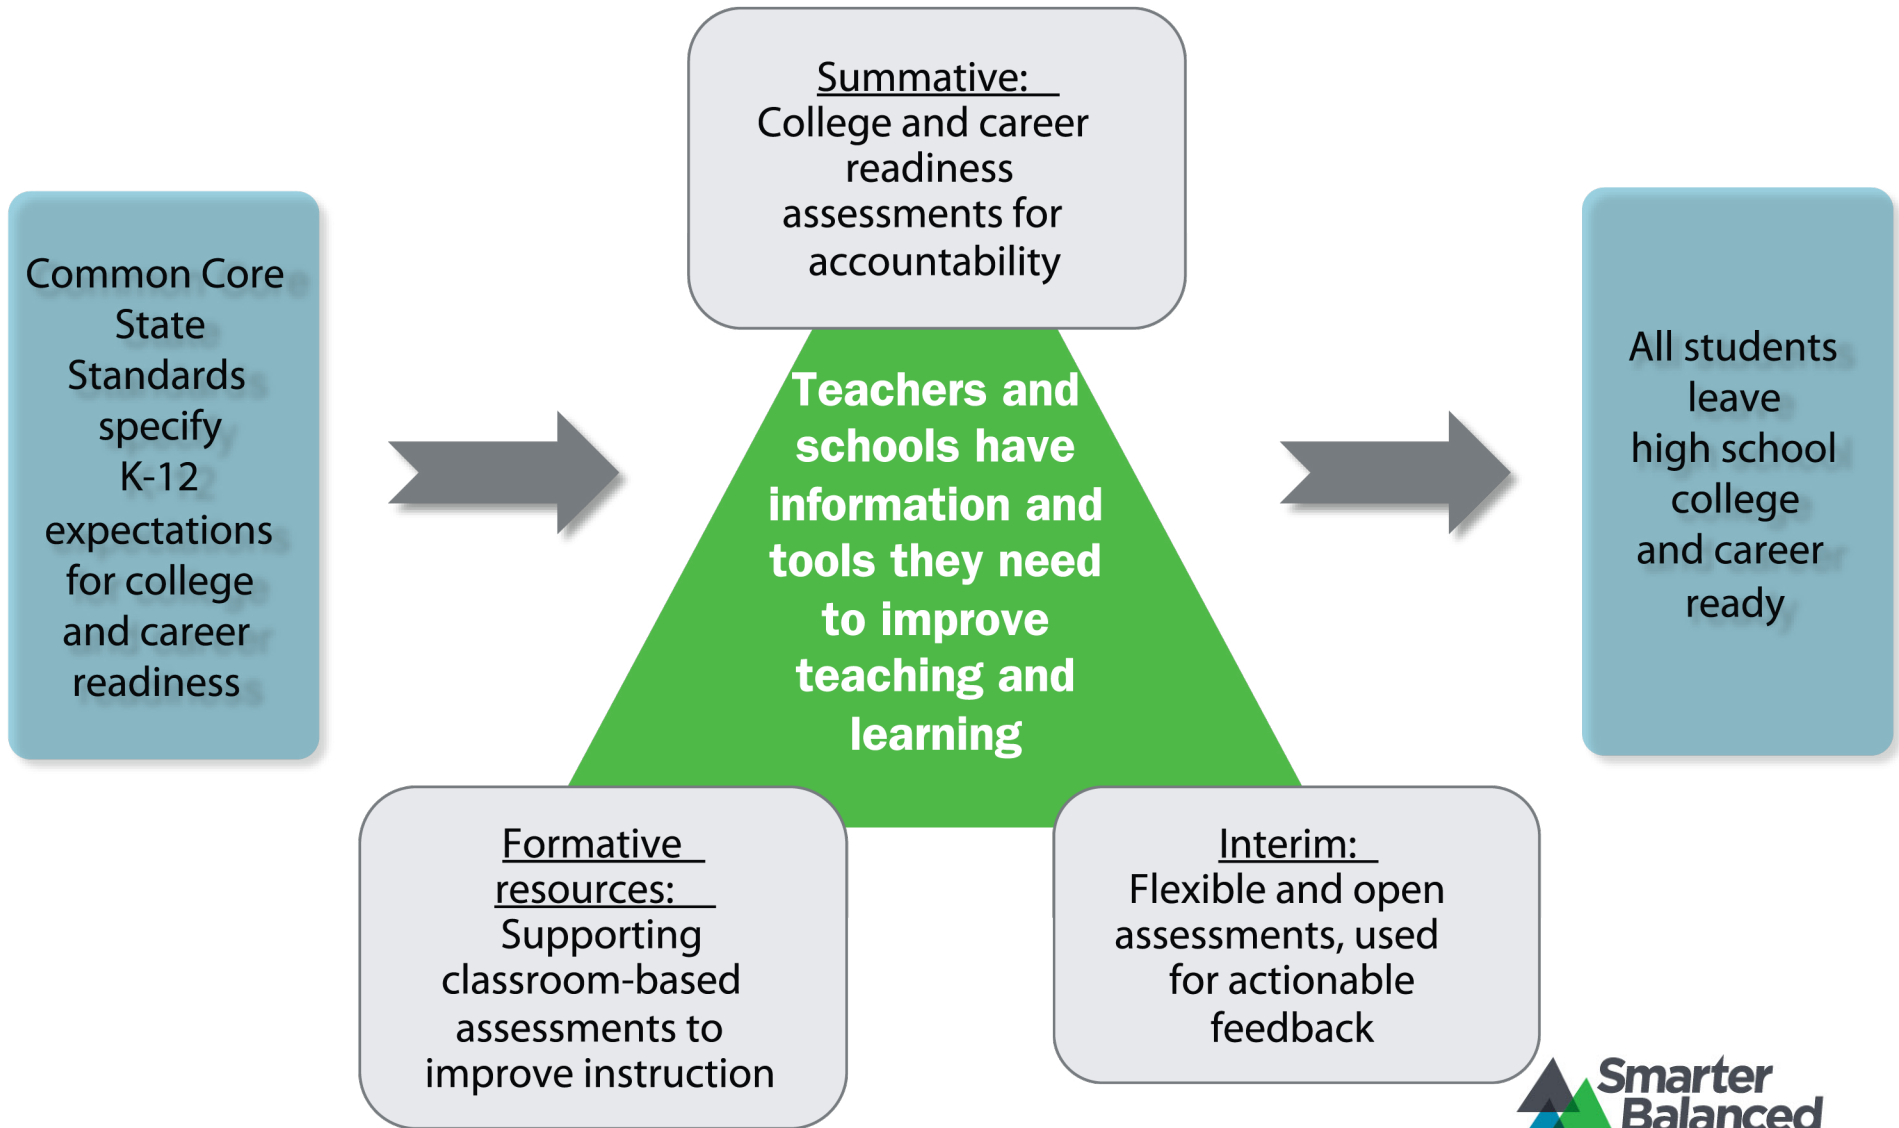 Summative:
College and career
readiness
assessments for
accountability
Common Core
State
Standards
specify
K-12
expectations
for college
and career
readiness
Teachers and
schools have
information and
tools they need
to improve
teaching and
learning
All students
leave
high school
college
and career
ready
Formative
resources:
Supporting
classroom-based
assessments to
improve instruction
Interim:
Flexible and open
assessments, used
for actionable
feedback
Smarter
Balanced